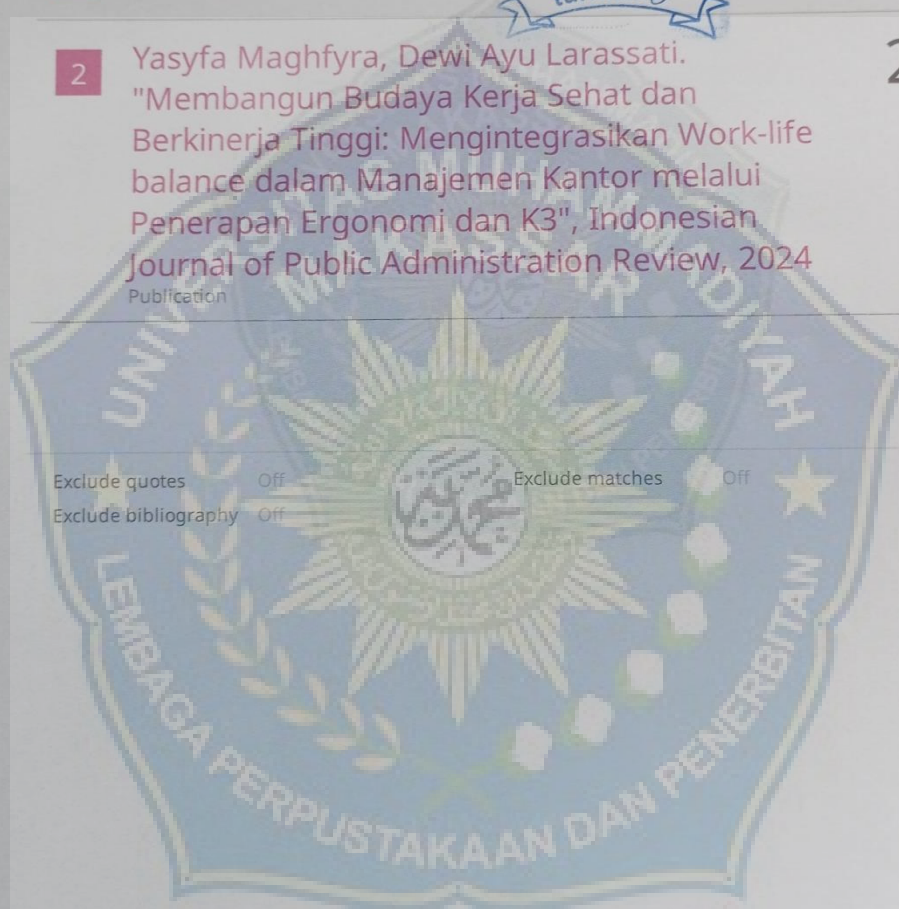 2
Yasyfa Maghfyra, Dewi Ayu Larassati.
"Membangun Budaya Kerja Sehat dan
Berkinerja Tinggi: Mengintegrasikan Work-life
balance dalam Manajemen Kantor melalui
Penerapan Ergonomi dan K3", Indonesian
Journal of Public Administration Review, 2024
Publication
UNIVERSITAS MUHAMMADIYAH
MAKASSAR
Exclude quotes Off
Exclude matches Off
Exclude bibliography Off
محمد
LEMBAGA PERPUSTAKAAN DAN PENERBITAN